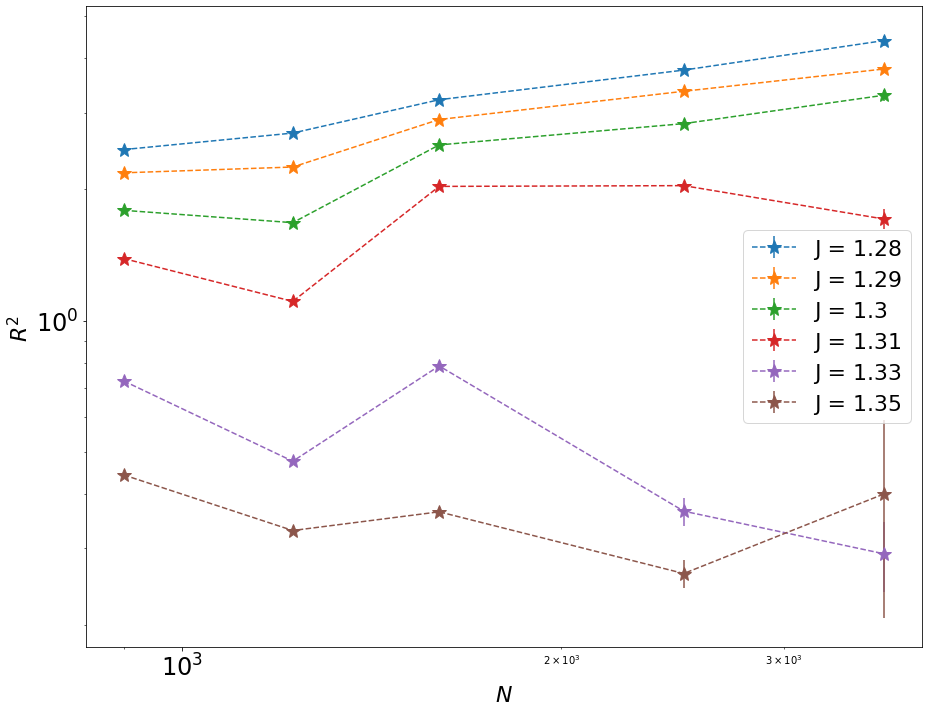 R²
10⁰
J = 1.28
J = 1.29
J = 1.3
J = 1.31
J = 1.33
J = 1.35
10³
2 × 10³
3 × 10³
N